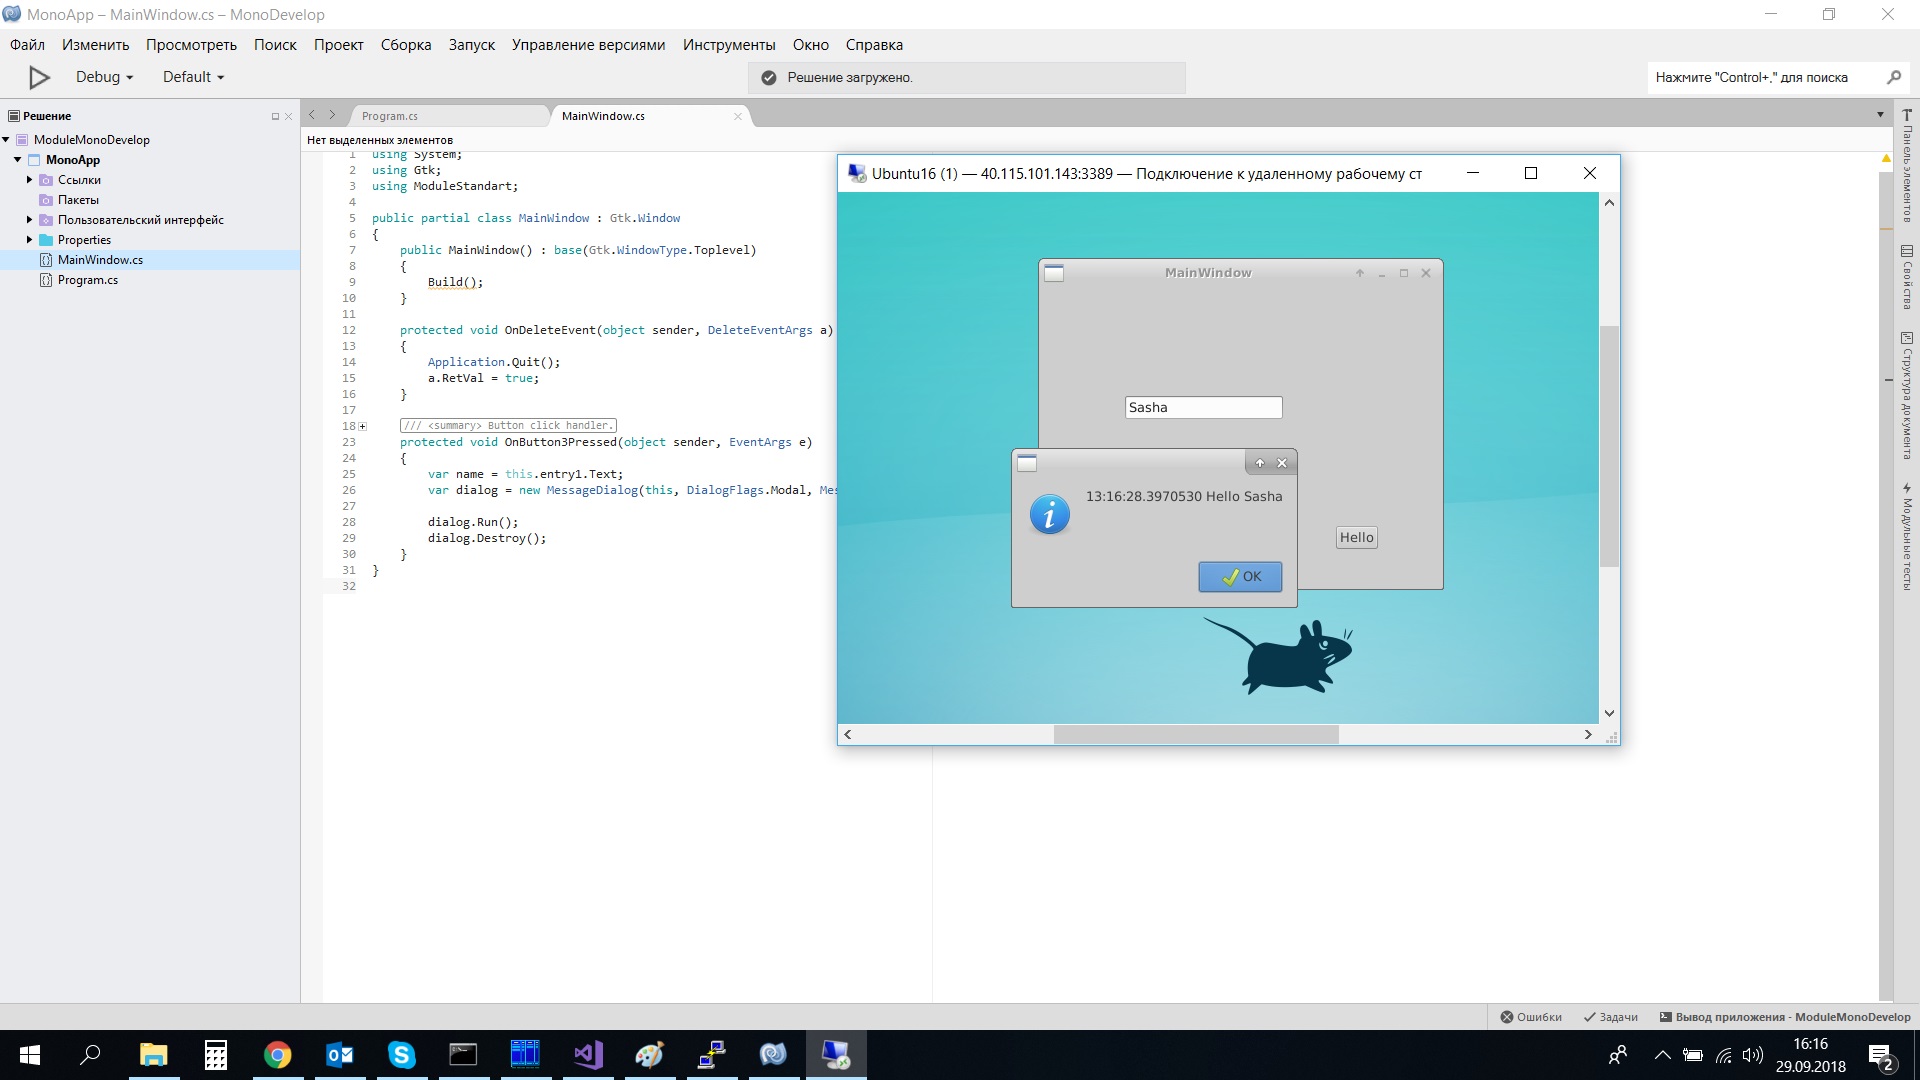 MonoApp – MainWindow.cs – MonoDevelop
Файл Изменить Просмотреть Поиск Проект Сборка Запуск Управление версиями Инструменты Окно Справка
Debug Default
Решение загружено.
Нажмите "Control+," для поиска
Решение
ModuleMonoDevelop
MonoApp
Ссылки
Пакеты
Пользовательский интерфейс
Properties
MainWindow.cs
Program.cs
Program.cs MainWindow.cs
Нет выделенных элементов
1 using System;
2 using Gtk;
3 using ModuleStandart;
4
5 public partial class MainWindow : Gtk.Window
6 {
7 public MainWindow() : base(Gtk.WindowType.Toplevel)
8 {
9 Build();
10 }
11
12 protected void OnDeleteEvent(object sender, DeleteEventArgs a)
13 {
14 Application.Quit();
15 a.RetVal = true;
16 }
17
18 /// <summary> Button click handler.
23 protected void OnButton3Pressed(object sender, EventArgs e)
24 {
25 var name = this.entry1.Text;
26 var dialog = new MessageDialog(this, DialogFlags.Modal, Mes
27
28 dialog.Run();
29 dialog.Destroy();
30 }
31 }
32
Ubuntu16 (1) — 40.115.101.143:3389 — Подключение к удаленному рабочему ст
MainWindow
Sasha
13:16:28.3970530 Hello Sasha
OK
Hello
Панель элементов
Свойства
Структура документа
Модульные тесты
Ошибки Задачи Вывод приложения - ModuleMonoDevelop
16:16
29.09.2018
2